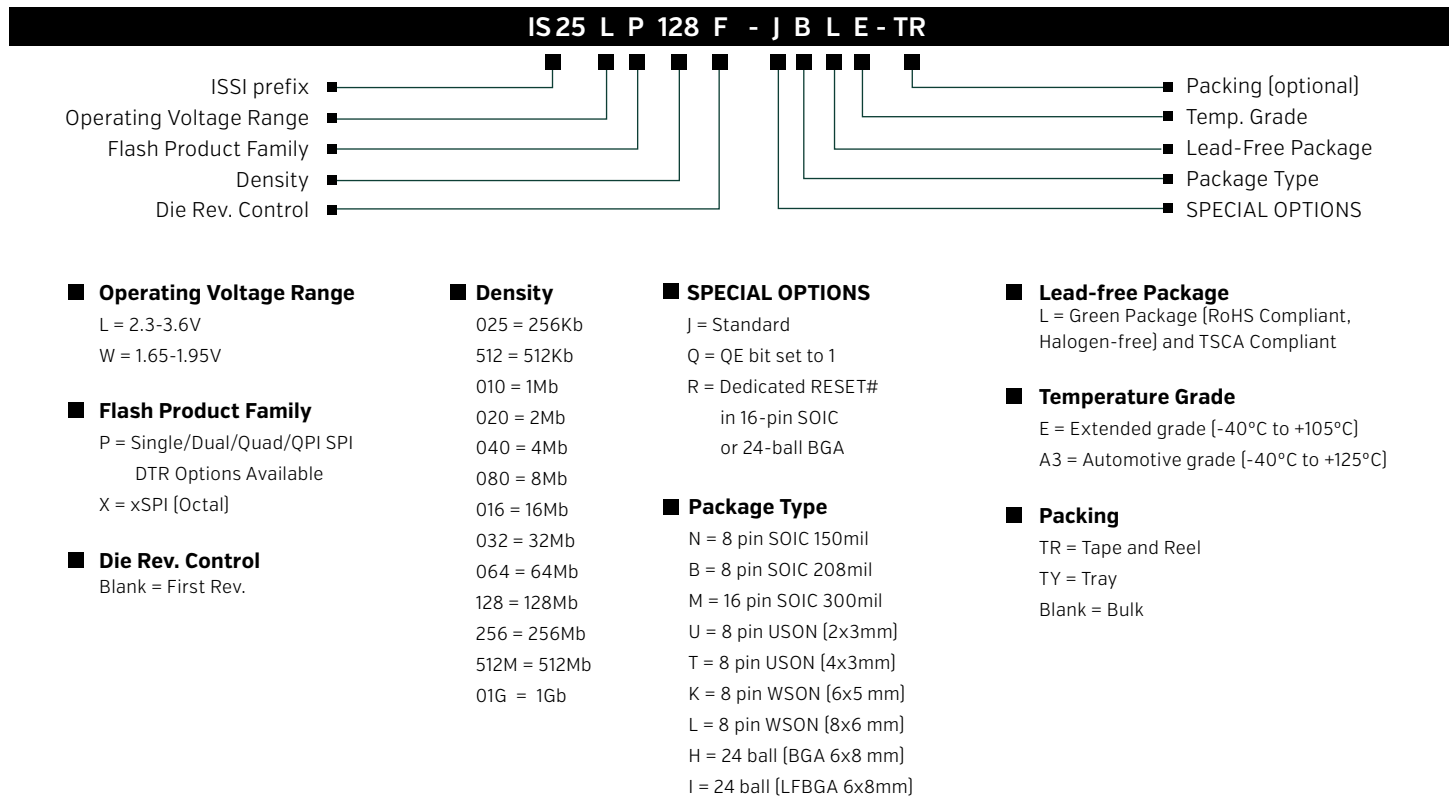 IS25 L P 128 F - J B L E - TR
ISSI prefix
Operating Voltage Range
Flash Product Family
Density
Die Rev. Control
Packing (optional)
Temp. Grade
Lead-Free Package
Package Type
SPECIAL OPTIONS
Operating Voltage Range
L = 2.3-3.6V
W = 1.65-1.95V
Flash Product Family
P = Single/Dual/Quad/QPI SPI
DTR Options Available
X = xSPI (Octal)
Die Rev. Control
Blank = First Rev.
Density
025 = 256Kb
512 = 512Kb
010 = 1Mb
020 = 2Mb
040 = 4Mb
080 = 8Mb
016 = 16Mb
032 = 32Mb
064 = 64Mb
128 = 128Mb
256 = 256Mb
512M = 512Mb
01G = 1Gb
SPECIAL OPTIONS
J = Standard
Q = QE bit set to 1
R = Dedicated RESET#
in 16-pin SOIC
or 24-ball BGA
Package Type
N = 8 pin SOIC 150mil
B = 8 pin SOIC 208mil
M = 16 pin SOIC 300mil
U = 8 pin USON (2x3mm)
T = 8 pin USON (4x3mm)
K = 8 pin WSON (6x5 mm)
L = 8 pin WSON (8x6 mm)
H = 24 ball (BGA 6x8 mm)
I = 24 ball (LFBGA 6x8mm)
Lead-free Package
L = Green Package (RoHS Compliant,
Halogen-free) and TSCA Compliant
Temperature Grade
E = Extended grade (-40°C to +105°C)
A3 = Automotive grade (-40°C to +125°C)
Packing
TR = Tape and Reel
TY = Tray
Blank = Bulk